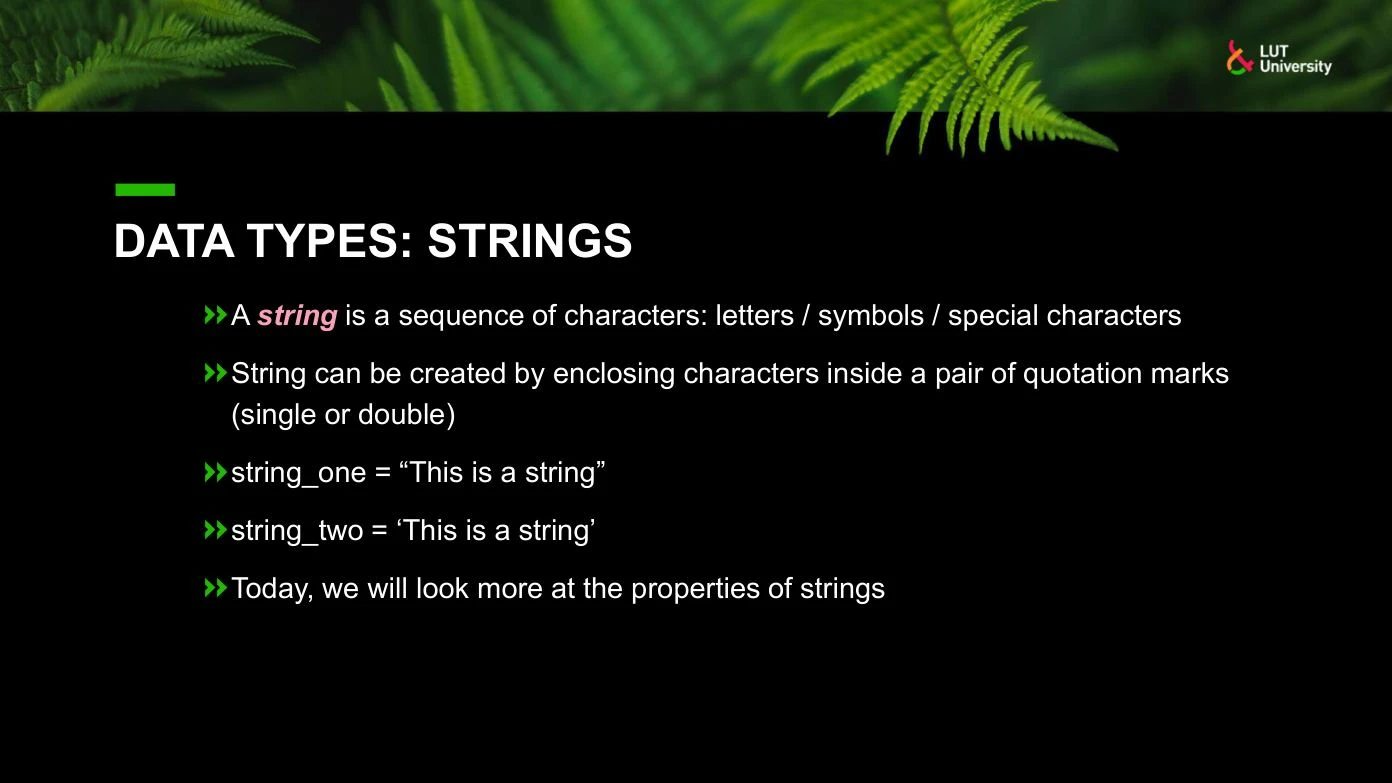 LUT
University
DATA TYPES: STRINGS
A string is a sequence of characters: letters / symbols / special characters
String can be created by enclosing characters inside a pair of quotation marks
(single or double)
string_one = “This is a string”
string_two = ‘This is a string’
Today, we will look more at the properties of strings